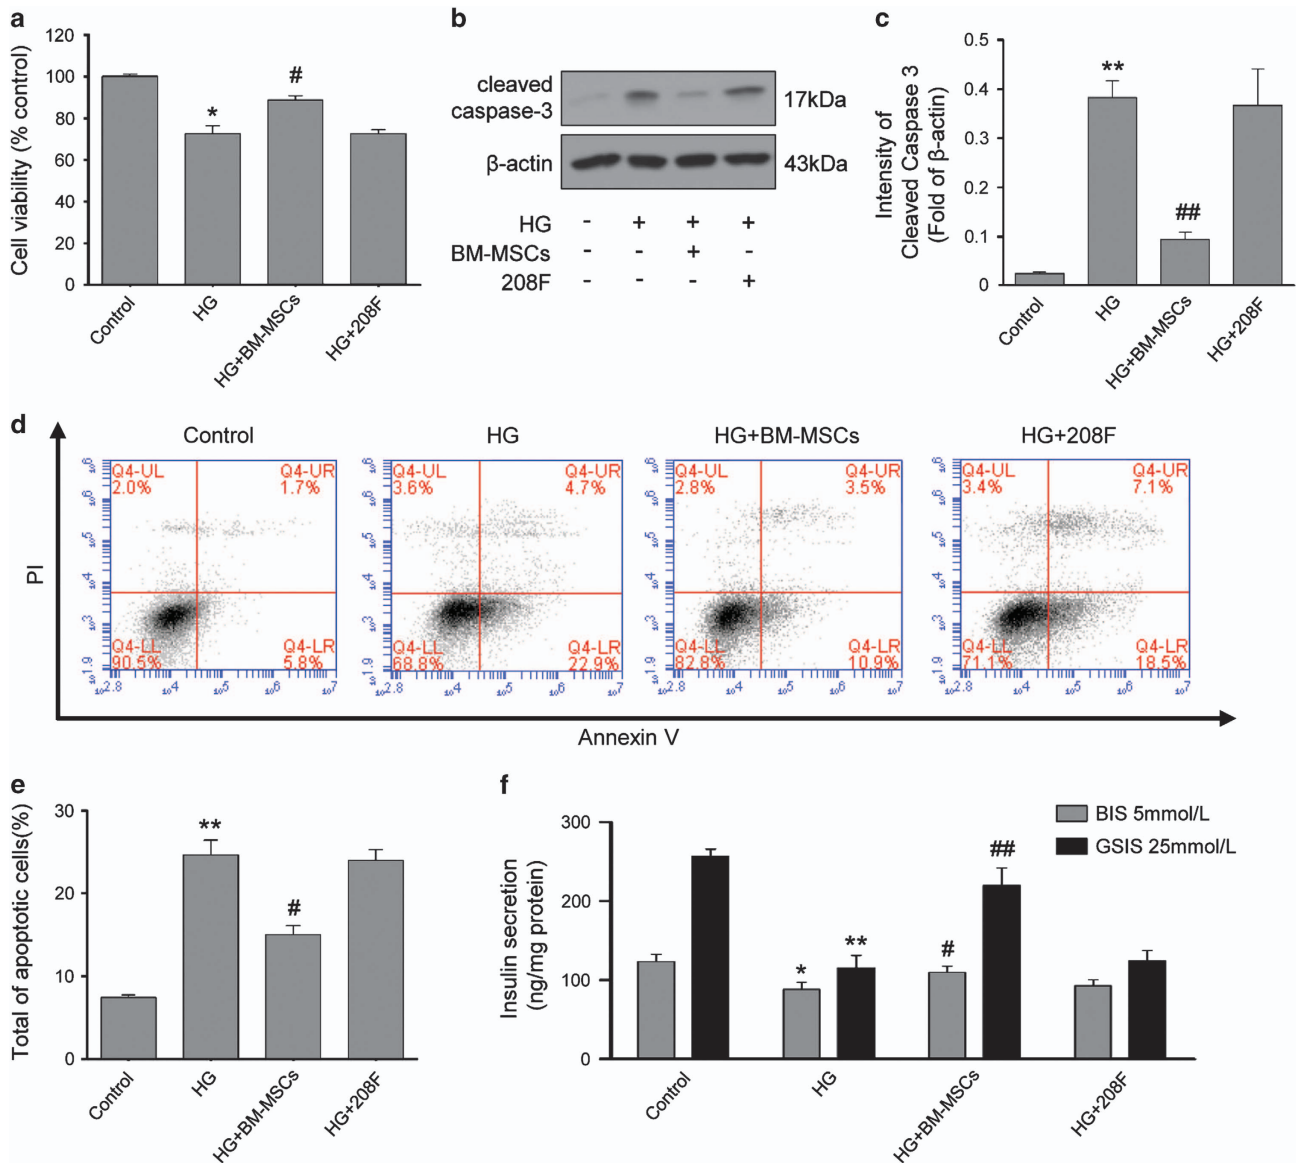 a
Cell viability (% control)
120
100
80
60
40
20
0
*
#
Control
HG
HG+BM-MSCs
HG+208F
b
cleaved
caspase-3
17kDa
β-actin
43kDa
HG - + + +
BM-MSCs - - + -
208F - - - +
c
Intensity of
Cleaved Caspase 3
(Fold of β-actin)
0.5
0.4
0.3
0.2
0.1
0
**
##
Control
HG
HG+BM-MSCs
HG+208F
d
PI
Control
Q4-UL Q4-UR
2.0% 1.7%
Q4-LL Q4-LR
90.5% 5.8%
HG
Q4-UL Q4-UR
3.6% 4.7%
Q4-LL Q4-LR
68.8% 22.9%
HG+BM-MSCs
Q4-UL Q4-UR
2.8% 3.5%
Q4-LL Q4-LR
82.8% 10.9%
HG+208F
Q4-UL Q4-UR
3.4% 7.1%
Q4-LL Q4-LR
71.1% 18.5%
Annexin V
e
Total of apoptotic cells(%)
30
20
10
0
**
#
Control
HG
HG+BM-MSCs
HG+208F
f
Insulin secretion
(ng/mg protein)
300
200
100
0
BIS 5mmol/L
GSIS 25mmol/L
*
**
#
##
Control
HG
HG+BM-MSCs
HG+208F